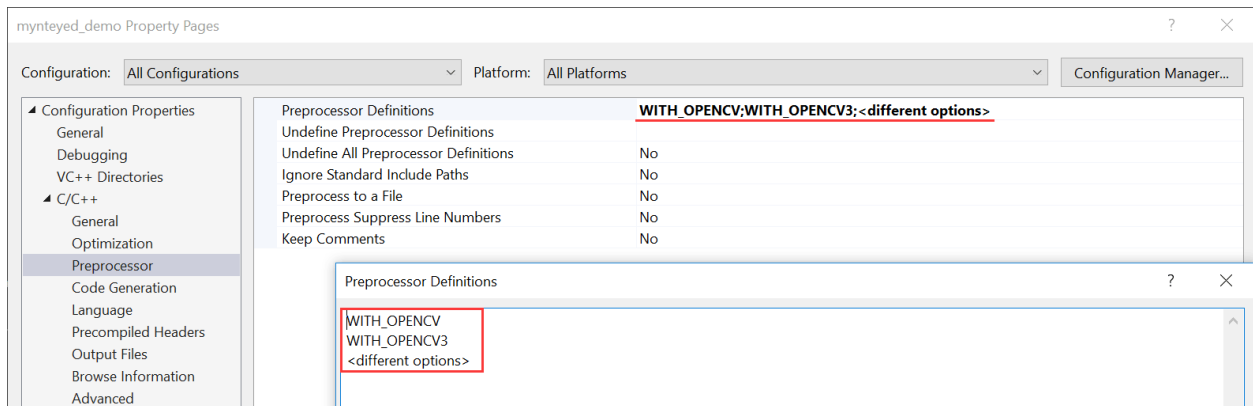 mynteyed_demo Property Pages
Configuration: All Configurations Platform: All Platforms Configuration Manager...
Configuration Properties
General
Debugging
VC++ Directories
C/C++
General
Optimization
Preprocessor
Code Generation
Language
Precompiled Headers
Output Files
Browse Information
Advanced
Preprocessor Definitions WITH_OPENCV;WITH_OPENCV3;<different options>
Undefine Preprocessor Definitions
Undefine All Preprocessor Definitions No
Ignore Standard Include Paths No
Preprocess to a File No
Preprocess Suppress Line Numbers No
Keep Comments No
Preprocessor Definitions
WITH_OPENCV
WITH_OPENCV3
<different options>